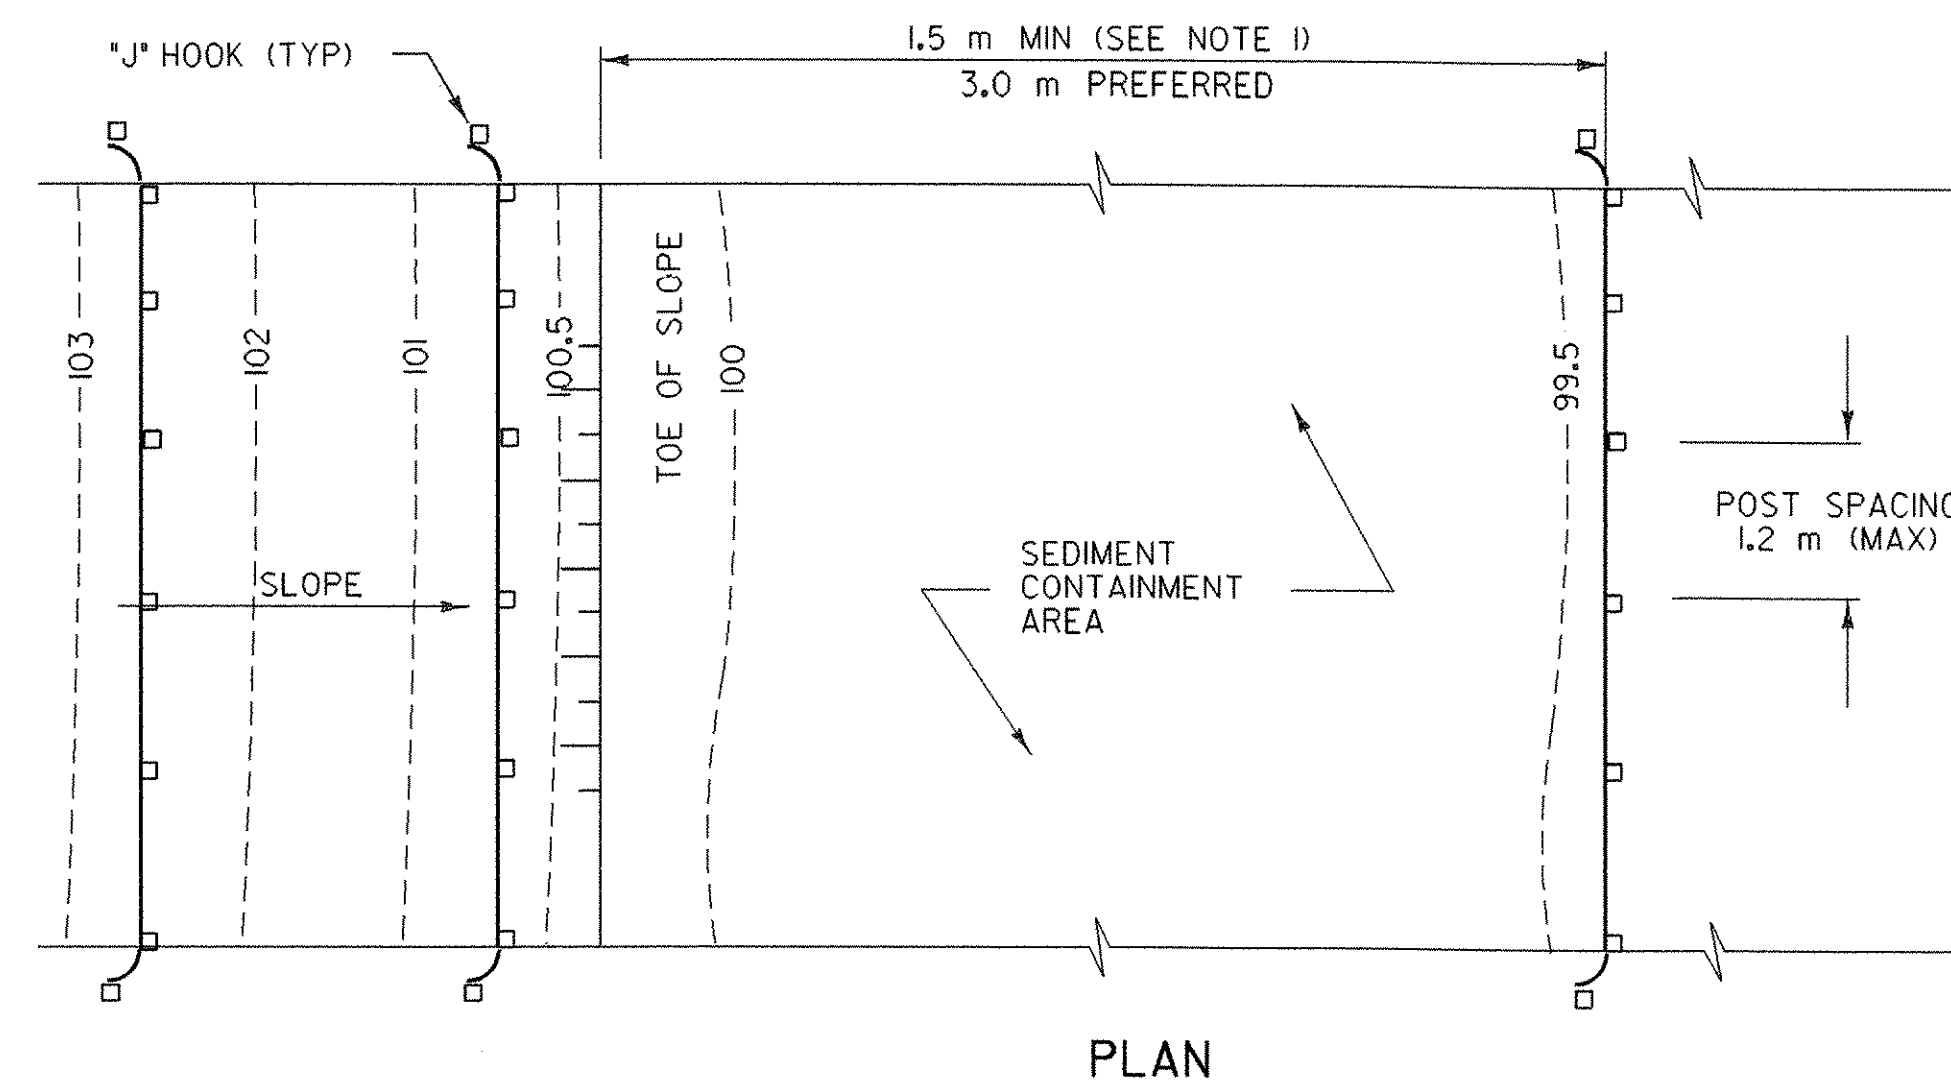 "J" HOOK (TYP)
1.5 m MIN (SEE NOTE 1)
3.0 m PREFERRED
103
102
101
100.5
TOE OF SLOPE
100
99.5
SLOPE
SEDIMENT
CONTAINMENT
AREA
POST SPACING
1.2 m (MAX)
PLAN